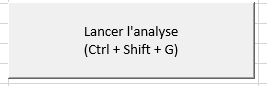 Lancer l'analyse
(Ctrl + Shift + G)